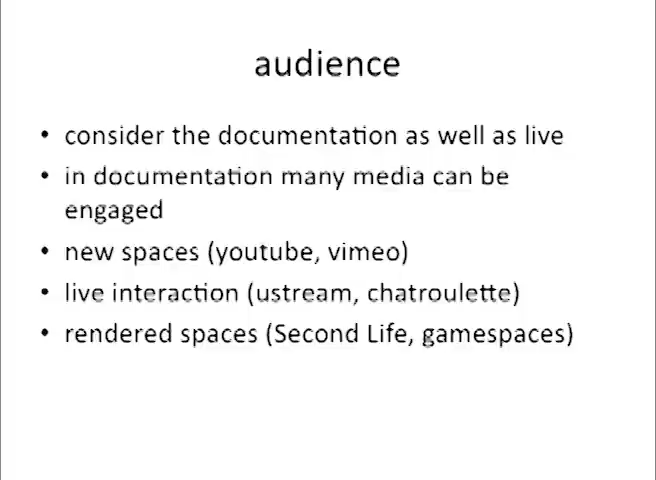 audience
• consider the documentation as well as live
• in documentation many media can be
engaged
• new spaces (youtube, vimeo)
• live interaction (ustream, chatroulette)
• rendered spaces (Second Life, gamespaces)